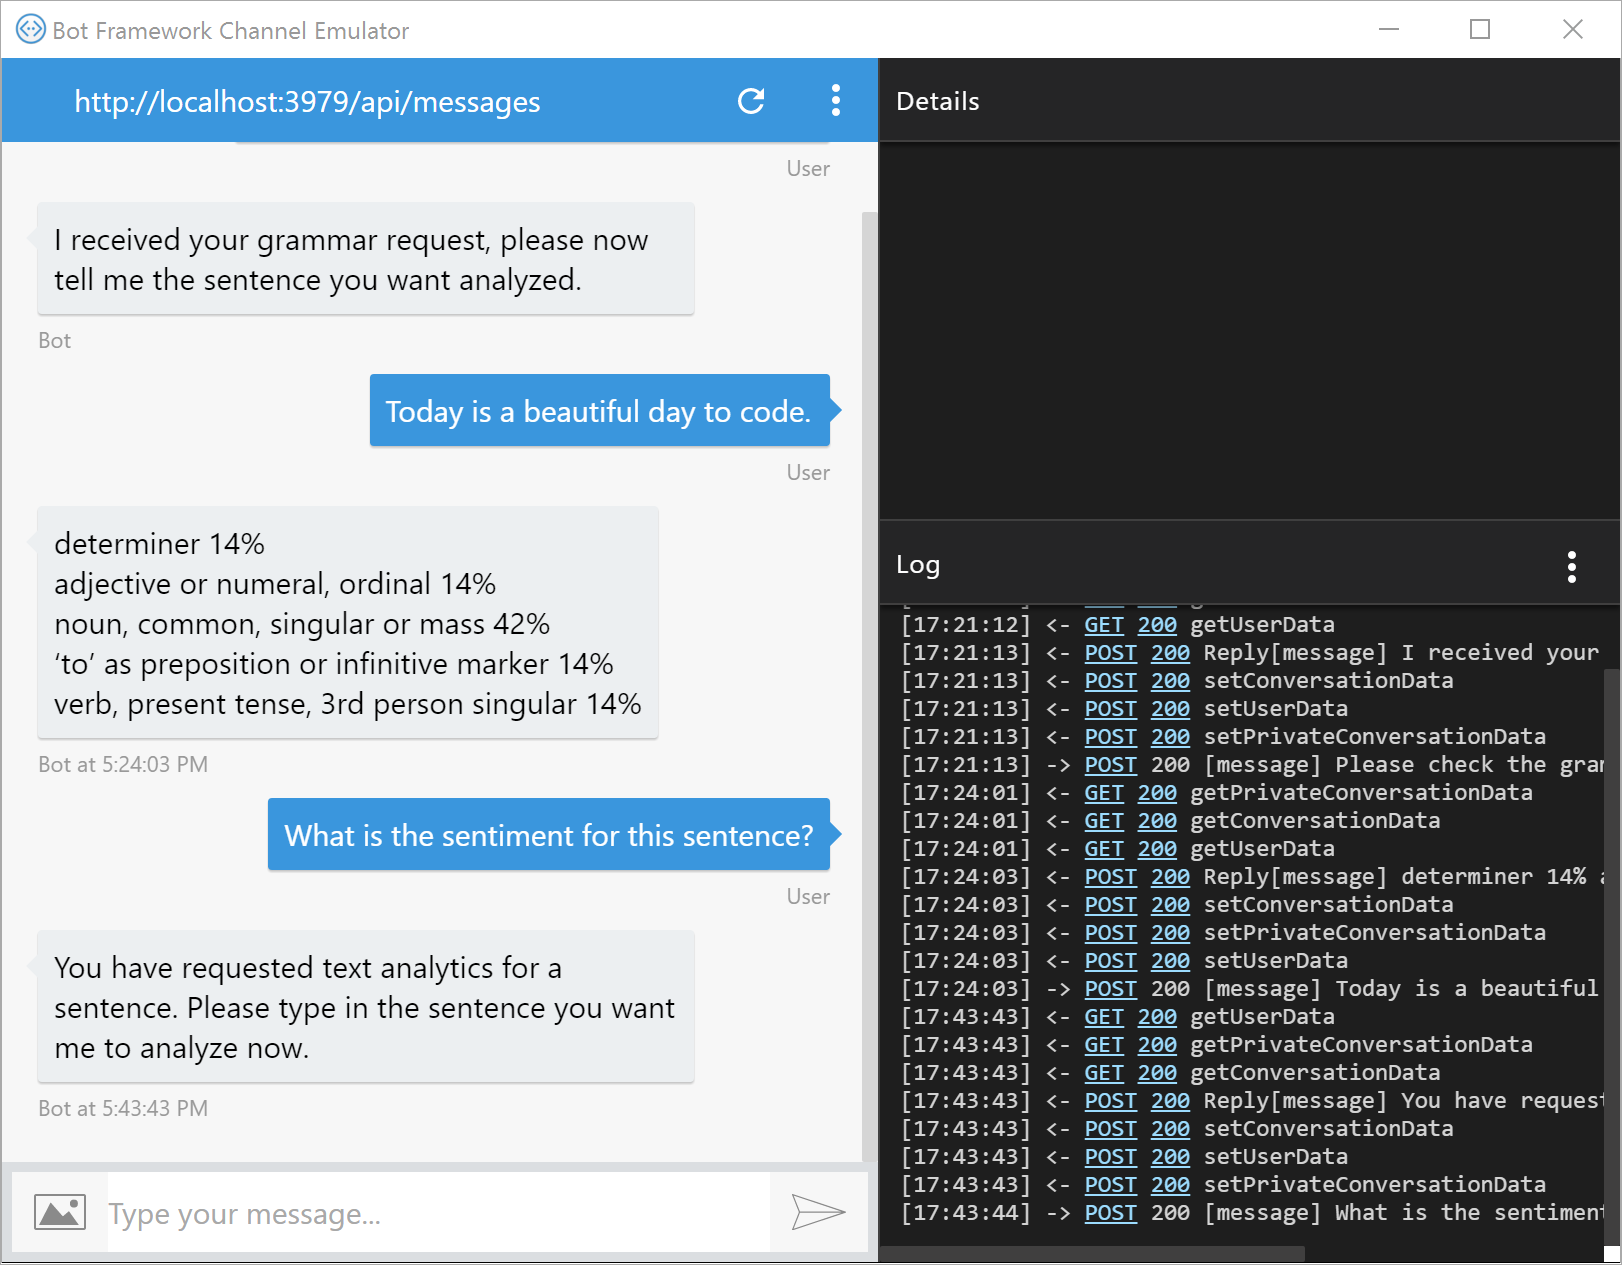 Bot Framework Channel Emulator
http://localhost:3979/api/messages
User
I received your grammar request, please now
tell me the sentence you want analyzed.
Bot
Today is a beautiful day to code.
User
determiner 14%
adjective or numeral, ordinal 14%
noun, common, singular or mass 42%
‘to’ as preposition or infinitive marker 14%
verb, present tense, 3rd person singular 14%
Bot at 5:24:03 PM
What is the sentiment for this sentence?
User
You have requested text analytics for a
sentence. Please type in the sentence you want
me to analyze now.
Bot at 5:43:43 PM
Type your message...
Details
Log
[17:21:12] <- GET 200 getUserData
[17:21:13] <- POST 200 Reply[message] I received your
[17:21:13] <- POST 200 setConversationData
[17:21:13] <- POST 200 setUserData
[17:21:13] <- POST 200 setPrivateConversationData
[17:21:13] -> POST 200 [message] Please check the gram
[17:24:01] <- GET 200 getPrivateConversationData
[17:24:01] <- GET 200 getConversationData
[17:24:01] <- GET 200 getUserData
[17:24:03] <- POST 200 Reply[message] determiner 14% a
[17:24:03] <- POST 200 setConversationData
[17:24:03] <- POST 200 setPrivateConversationData
[17:24:03] <- POST 200 setUserData
[17:24:03] -> POST 200 [message] Today is a beautiful
[17:43:43] <- GET 200 getUserData
[17:43:43] <- GET 200 getPrivateConversationData
[17:43:43] <- GET 200 getConversationData
[17:43:43] <- POST 200 Reply[message] You have request
[17:43:43] <- POST 200 setConversationData
[17:43:43] <- POST 200 setUserData
[17:43:43] <- POST 200 setPrivateConversationData
[17:43:44] -> POST 200 [message] What is the sentiment